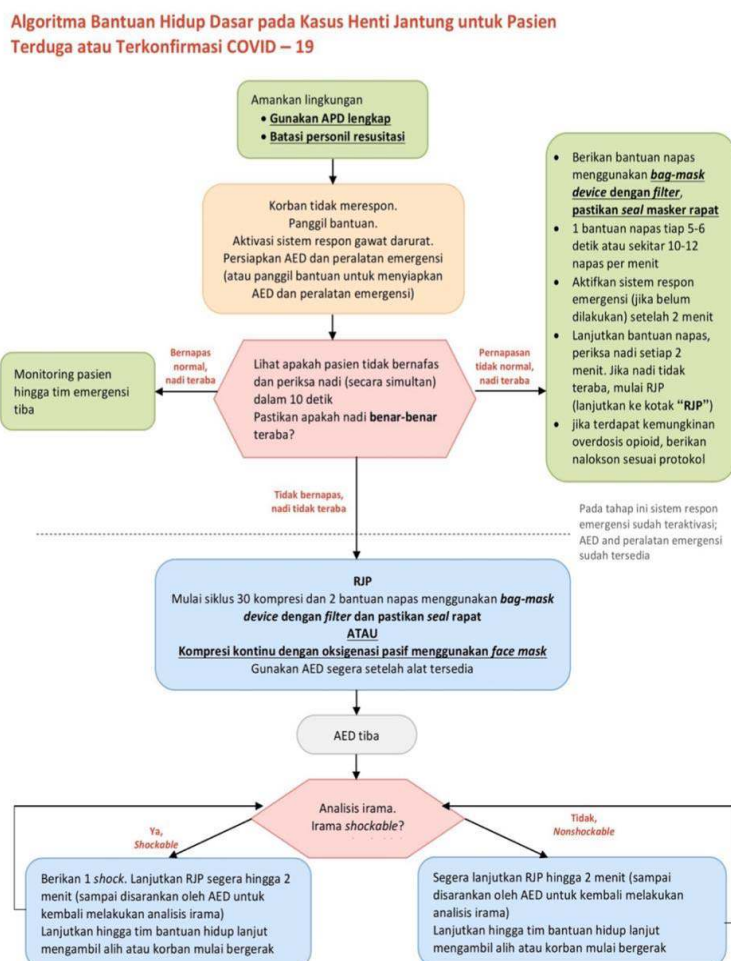 Algoritma Bantuan Hidup Dasar pada Kasus Henti Jantung untuk Pasien
Terduga atau Terkonfirmasi COVID – 19
Amankan lingkungan
• Gunakan APD lengkap
• Batasi personil resusitasi
Korban tidak merespon.
Panggil bantuan.
Aktivasi sistem respon gawat darurat.
Persiapkan AED dan peralatan emergensi
(atau panggil bantuan untuk menyiapkan
AED dan peralatan emergensi)
Lihat apakah pasien tidak bernafas
dan periksa nadi (secara simultan)
dalam 10 detik
Pastikan apakah nadi benar-benar
teraba?
Bernapas
normal,
nadi teraba
Monitoring pasien
hingga tim emergensi
tiba
Pernapasan
tidak normal,
nadi teraba
• Berikan bantuan napas
menggunakan bag-mask
device dengan filter,
pastikan seal masker rapat
• 1 bantuan napas tiap 5-6
detik atau sekitar 10-12
napas per menit
• Aktifkan sistem respon
emergensi (jika belum
dilakukan) setelah 2 menit
• Lanjutkan bantuan napas,
periksa nadi setiap 2
menit. Jika nadi tidak
teraba, mulai RJP
(lanjutkan ke kotak “RJP”)
• jika terdapat kemungkinan
overdosis opioid, berikan
nalokson sesuai protokol
Tidak bernapas,
nadi tidak teraba
Pada tahap ini sistem respon
emergensi sudah teraktivasi;
AED and peralatan emergensi
sudah tersedia
RJP
Mulai siklus 30 kompresi dan 2 bantuan napas menggunakan bag-mask
device dengan filter dan pastikan seal rapat
ATAU
Kompresi kontinu dengan oksigenasi pasif menggunakan face mask
Gunakan AED segera setelah alat tersedia
AED tiba
Analisis irama.
Irama shockable?
Ya,
Shockable
Tidak,
Nonshockable
Berikan 1 shock. Lanjutkan RJP segera hingga 2
menit (sampai disarankan oleh AED untuk
kembali melakukan analisis irama)
Lanjutkan hingga tim bantuan hidup lanjut
mengambil alih atau korban mulai bergerak
Segera lanjutkan RJP hingga 2 menit (sampai
disarankan oleh AED untuk kembali melakukan
analisis irama)
Lanjutkan hingga tim bantuan hidup lanjut
mengambil alih atau korban mulai bergerak